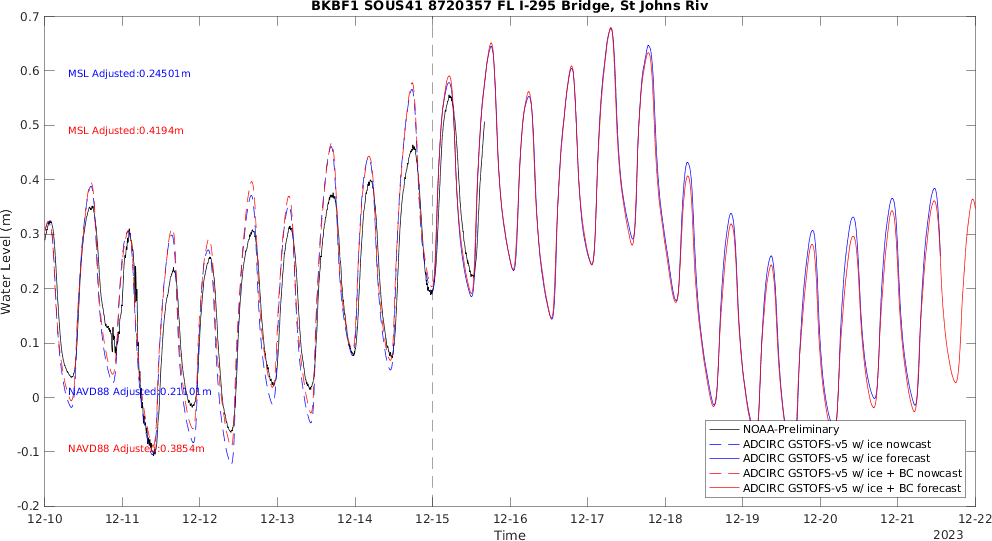 BKBF1 SOUS41 8720357 FL I-295 Bridge, St Johns Riv
0.7
0.6
0.5
0.4
0.3
0.2
0.1
0
-0.1
-0.2
Water Level (m)
MSL Adjusted:0.24501m
MSL Adjusted:0.4194m
NAVD88 Adjusted:0.21101m
NAVD88 Adjusted:0.3854m
NOAA-Preliminary
ADCIRC GSTOFS-v5 w/ ice nowcast
ADCIRC GSTOFS-v5 w/ ice forecast
ADCIRC GSTOFS-v5 w/ ice + BC nowcast
ADCIRC GSTOFS-v5 w/ ice + BC forecast
12-10 12-11 12-12 12-13 12-14 12-15 12-16 12-17 12-18 12-19 12-20 12-21 12-22
Time
2023